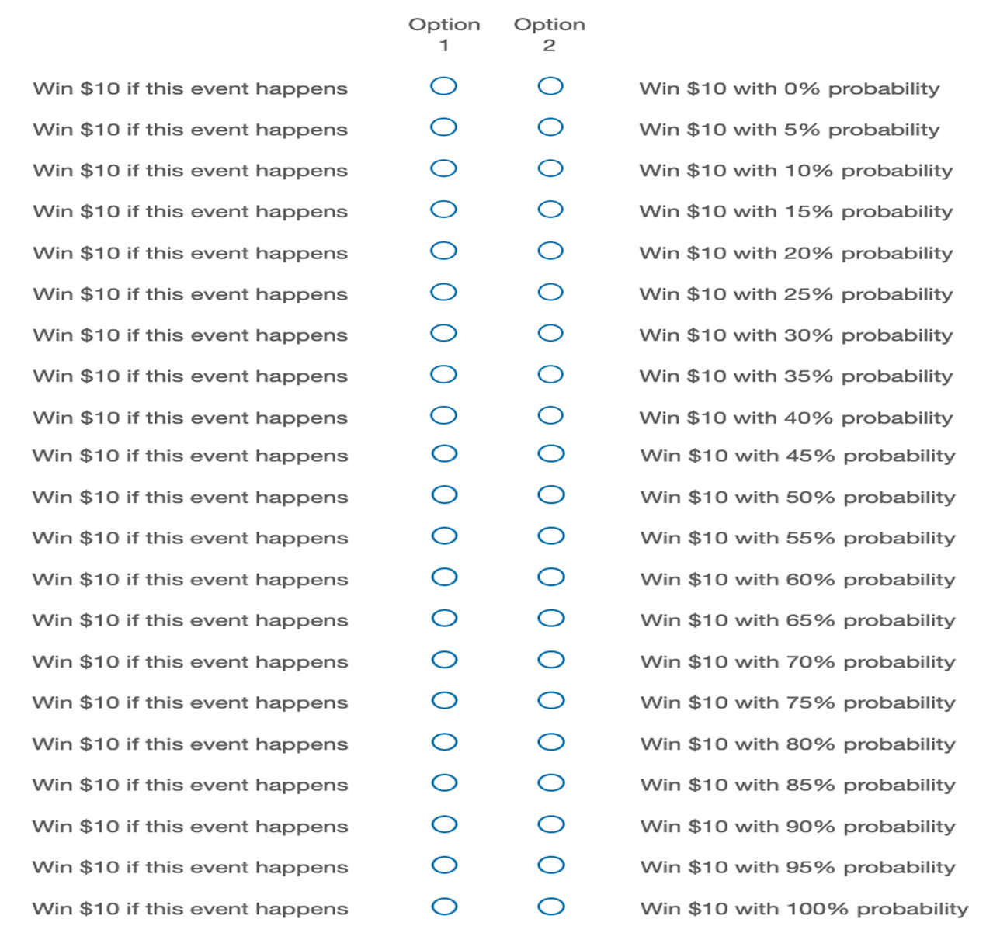 Option Option
1 2
Win $10 if this event happens Win $10 with 0% probability
Win $10 if this event happens Win $10 with 5% probability
Win $10 if this event happens Win $10 with 10% probability
Win $10 if this event happens Win $10 with 15% probability
Win $10 if this event happens Win $10 with 20% probability
Win $10 if this event happens Win $10 with 25% probability
Win $10 if this event happens Win $10 with 30% probability
Win $10 if this event happens Win $10 with 35% probability
Win $10 if this event happens Win $10 with 40% probability
Win $10 if this event happens Win $10 with 45% probability
Win $10 if this event happens Win $10 with 50% probability
Win $10 if this event happens Win $10 with 55% probability
Win $10 if this event happens Win $10 with 60% probability
Win $10 if this event happens Win $10 with 65% probability
Win $10 if this event happens Win $10 with 70% probability
Win $10 if this event happens Win $10 with 75% probability
Win $10 if this event happens Win $10 with 80% probability
Win $10 if this event happens Win $10 with 85% probability
Win $10 if this event happens Win $10 with 90% probability
Win $10 if this event happens Win $10 with 95% probability
Win $10 if this event happens Win $10 with 100% probability